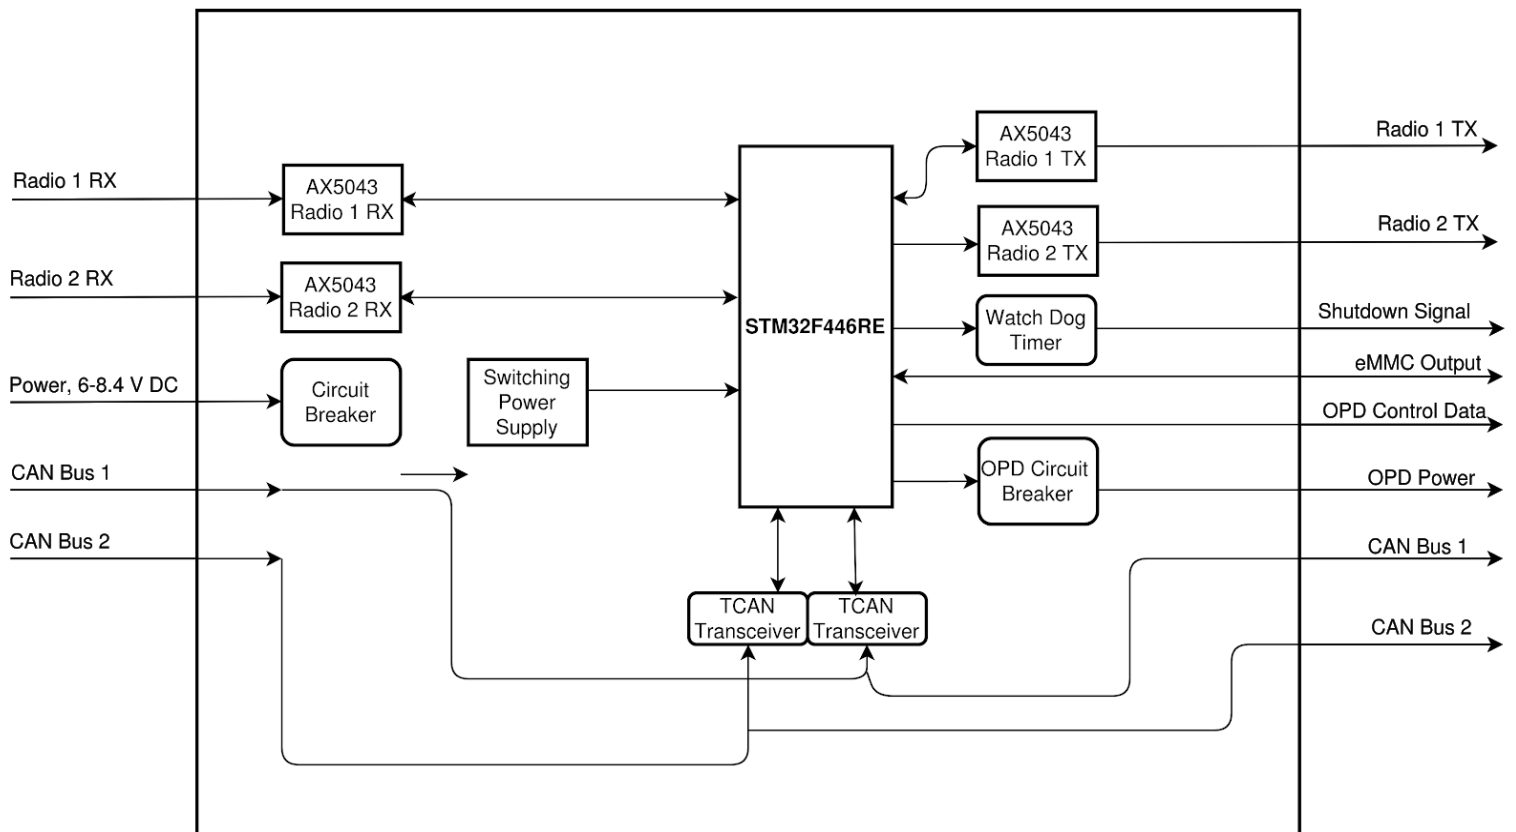 Radio 1 RX
Radio 2 RX
Power, 6-8.4 V DC
CAN Bus 1
CAN Bus 2
AX5043
Radio 1 RX
AX5043
Radio 2 RX
Circuit
Breaker
Switching
Power
Supply
STM32F446RE
TCAN
Transceiver
TCAN
Transceiver
AX5043
Radio 1 TX
AX5043
Radio 2 TX
Watch Dog
Timer
OPD Circuit
Breaker
Radio 1 TX
Radio 2 TX
Shutdown Signal
eMMC Output
OPD Control Data
OPD Power
CAN Bus 1
CAN Bus 2